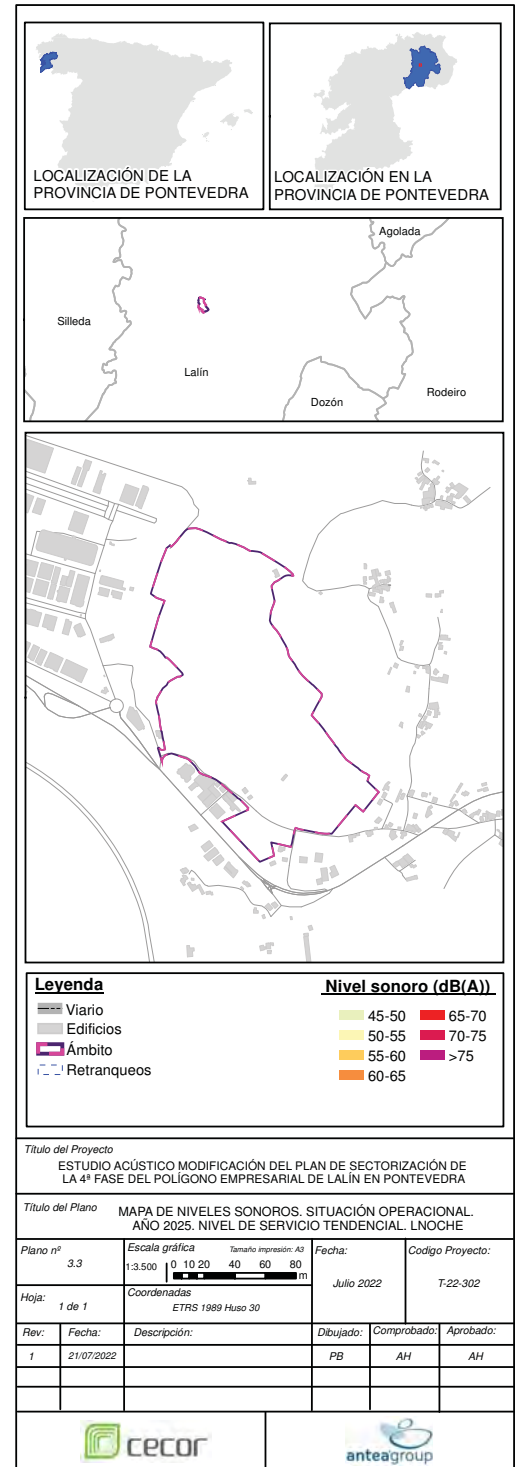 LOCALIZACIÓN DE LA
PROVINCIA DE PONTEVEDRA
LOCALIZACIÓN EN LA
PROVINCIA DE PONTEVEDRA
Agolada
Silleda
Lalín
Dozón
Rodeiro
Leyenda
Viario
Edificios
Ámbito
Retranqueos
Nivel sonoro (dB(A))
45-50
50-55
55-60
60-65
65-70
70-75
>75
Título del Proyecto
ESTUDIO ACÚSTICO MODIFICACIÓN DEL PLAN DE SECTORIZACIÓN DE
LA 4ª FASE DEL POLÍGONO EMPRESARIAL DE LALÍN EN PONTEVEDRA
Título del Plano
MAPA DE NIVELES SONOROS. SITUACIÓN OPERACIONAL.
AÑO 2025. NIVEL DE SERVICIO TENDENCIAL. LNOCHE
Plano nº
3.3
Escala gráfica
Tamaño impresión: A3
1:3.500
0 10 20 40 60 80
m
Fecha:
Julio 2022
Codigo Proyecto:
T-22-302
Hoja:
1 de 1
Coordenadas
ETRS 1989 Huso 30
Rev: Fecha: Descripción: Dibujado: Comprobado: Aprobado:
1 21/07/2022 PB AH AH
cecor
anteagroup